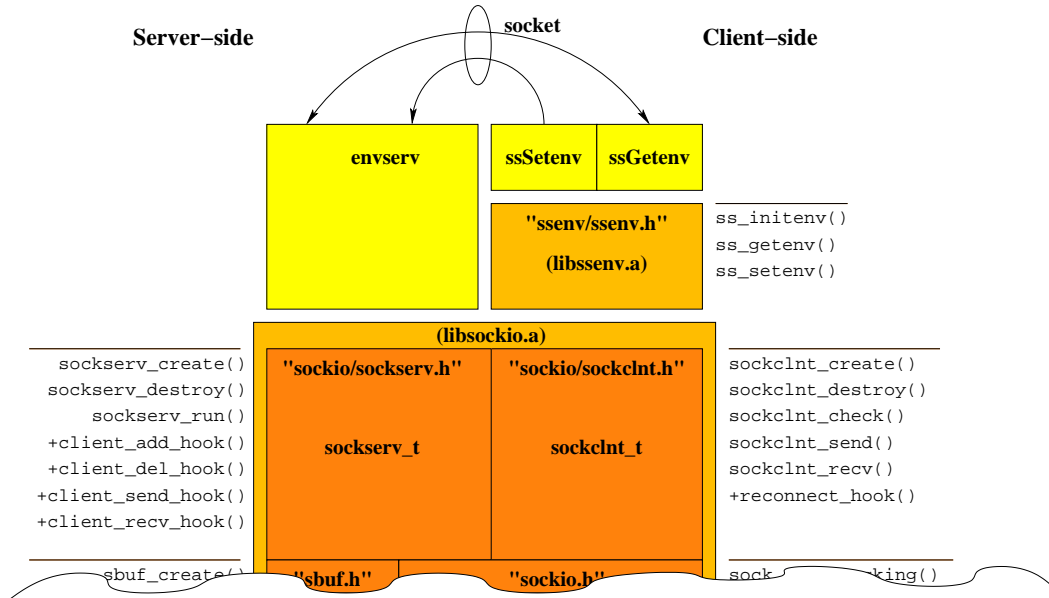 socket
Server−side
Client−side
envserv
ssSetenv
ssGetenv
"ssenv/ssenv.h"
(libssenv.a)
ss_initenv()
ss_getenv()
ss_setenv()
(libsockio.a)
sockserv_create()
sockserv_destroy()
sockserv_run()
+client_add_hook()
+client_del_hook()
+client_send_hook()
+client_recv_hook()
"sockio/sockserv.h"
sockserv_t
"sockio/sockclnt.h"
sockclnt_t
sockclnt_create()
sockclnt_destroy()
sockclnt_check()
sockclnt_send()
sockclnt_recv()
+reconnect_hook()
sbuf_create()
"sbuf.h"
"sockio.h"